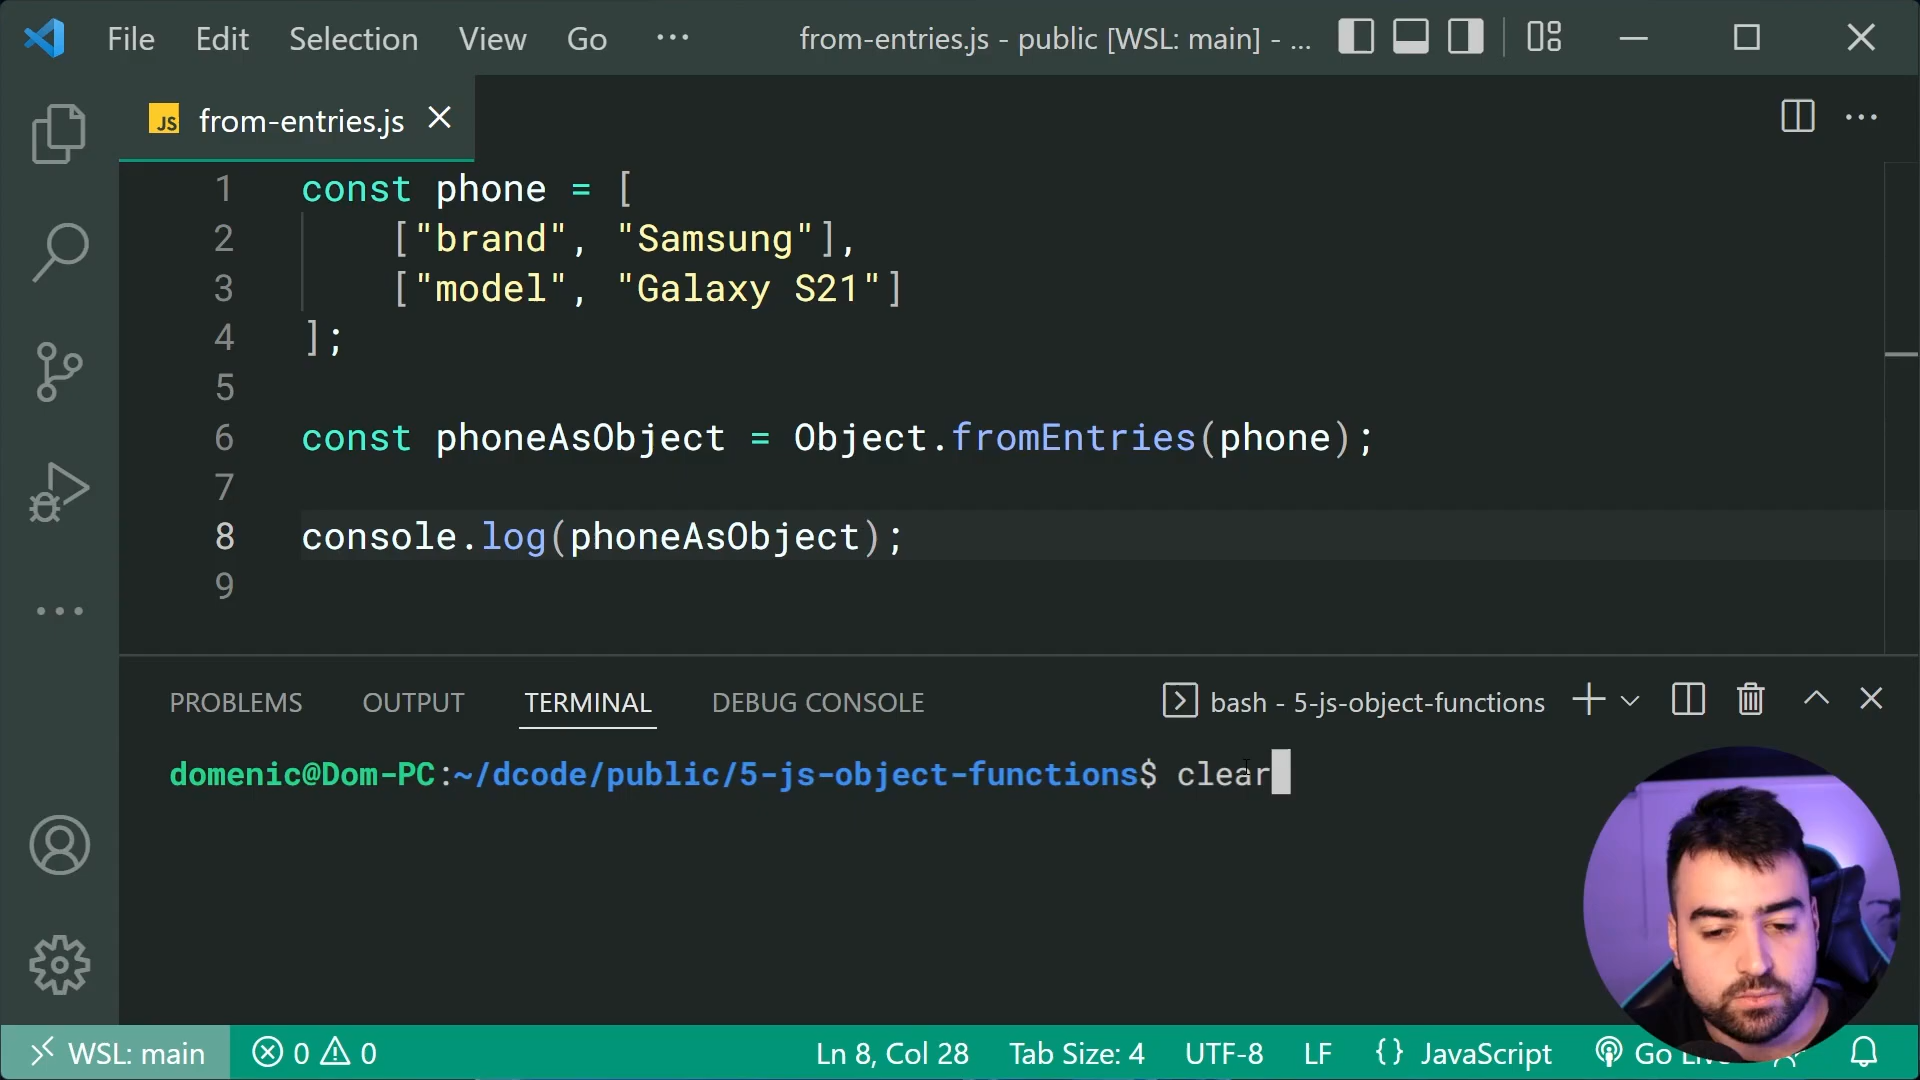 File Edit Selection View Go ··· from-entries.js - public [WSL: main] - ...
JS from-entries.js
1 const phone = [
2 ["brand", "Samsung"],
3 ["model", "Galaxy S21"]
4 ];
5
6 const phoneAsObject = Object.fromEntries(phone);
7
8 console.log(phoneAsObject);
9
PROBLEMS OUTPUT TERMINAL DEBUG CONSOLE bash - 5-js-object-functions
domenic@Dom-PC:~/dcode/public/5-js-object-functions$ clear
WSL: main 0 0 Ln 8, Col 28 Tab Size: 4 UTF-8 LF {} JavaScript Go